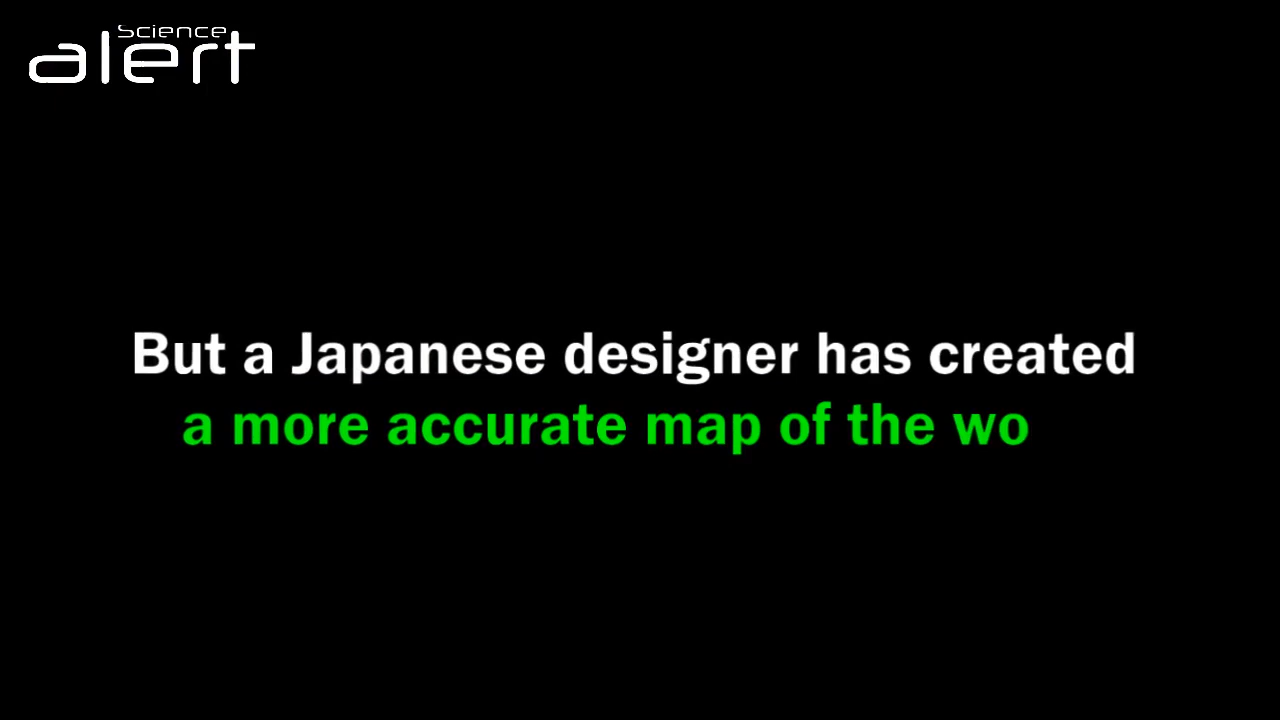 Science
alert
But a Japanese designer has created
a more accurate map of the wo